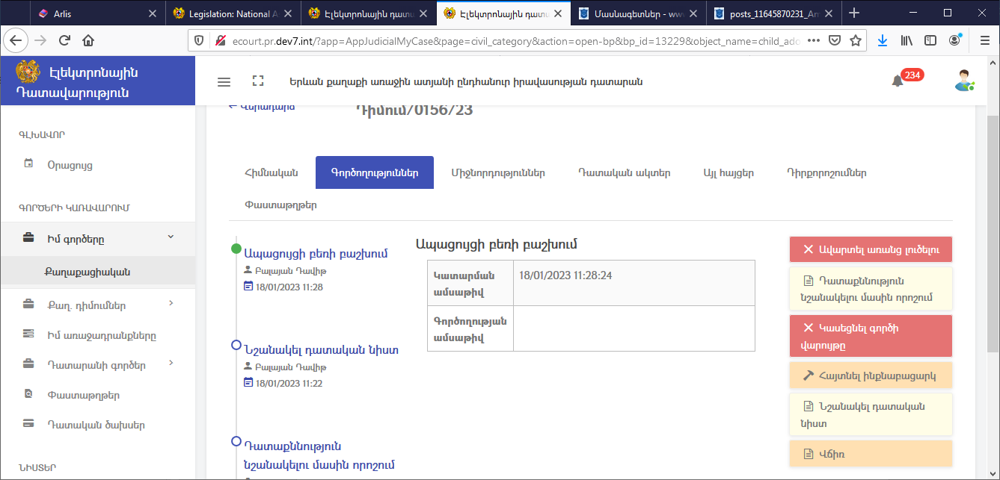 Arlis
Legislation: National A
Էլեկտրոնային դատա
Էլեկտրոնային դատա
Մասնագետներ - www
posts_11645870231_Am
ecourt.pr.dev7.int/?app=AppJudicialMyCase&page=civil_category&action=open-bp&bp_id=13229&object_name=child_ado
Էլեկտրոնային
Դատավարություն
Երևան քաղաքի առաջին ատյանի ընդհանուր իրավասության դատարան
234
← Վերադարձ
Դիմում/0156/23
ԳԼԽԱՎՈՐ
Օրացույց
ԳՈՐԾԵՐԻ ԿԱՌԱՎԱՐՈՒՄ
Իմ գործերը
Քաղաքացիական
Քաղ. դիմումներ
Իմ առաջադրանքները
Դատարանի գործեր
Փաստաթղթեր
Դատական ծախսեր
ՆԻՍՏԵՐ
Հիմնական
Գործողություններ
Միջնորդություններ
Դատական ակտեր
Այլ հայցեր
Դիրքորոշումներ
Փաստաթղթեր
Ապացույցի բեռի բաշխում
Բալայան Դավիթ
18/01/2023 11:28
Նշանակել դատական նիստ
Բալայան Դավիթ
18/01/2023 11:22
Դատաքննություն
նշանակելու մասին որոշում
Ապացույցի բեռի բաշխում
Կատարման
ամսաթիվ
18/01/2023 11:28:24
Գործողության
ամսաթիվ
Ավարտել առանց լուծելու
Դատաքննություն
նշանակելու մասին որոշում
Կասեցնել գործի
վարույթը
Հայտնել ինքնաբացարկ
Նշանակել դատական
նիստ
Վճիռ